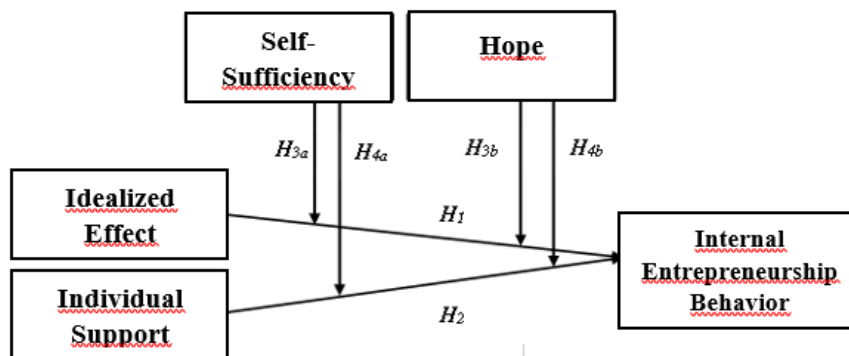 Self-
Sufficiency
Hope
H3a
H4a
H3b
H4b
Idealized
Effect
H1
Internal
Entrepreneurship
Behavior
Individual
Support
H2